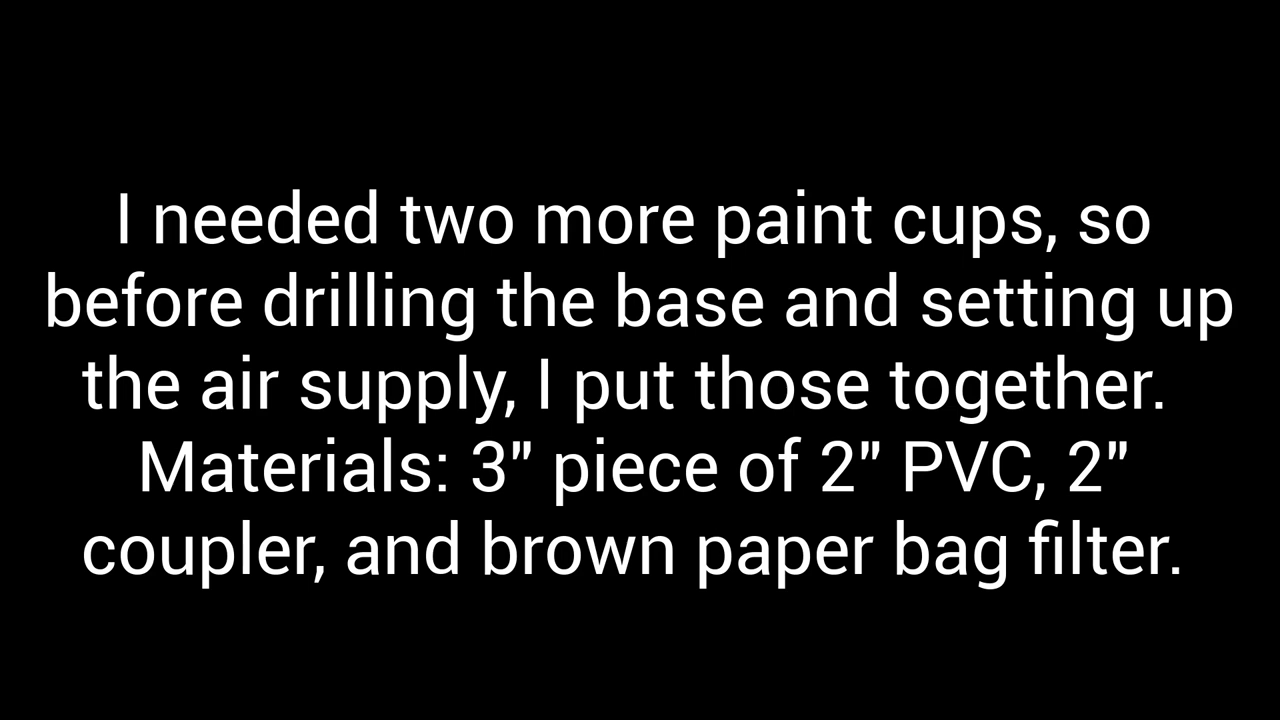 I needed two more paint cups, so
before drilling the base and setting up
the air supply, I put those together.
Materials: 3" piece of 2" PVC, 2"
coupler, and brown paper bag filter.